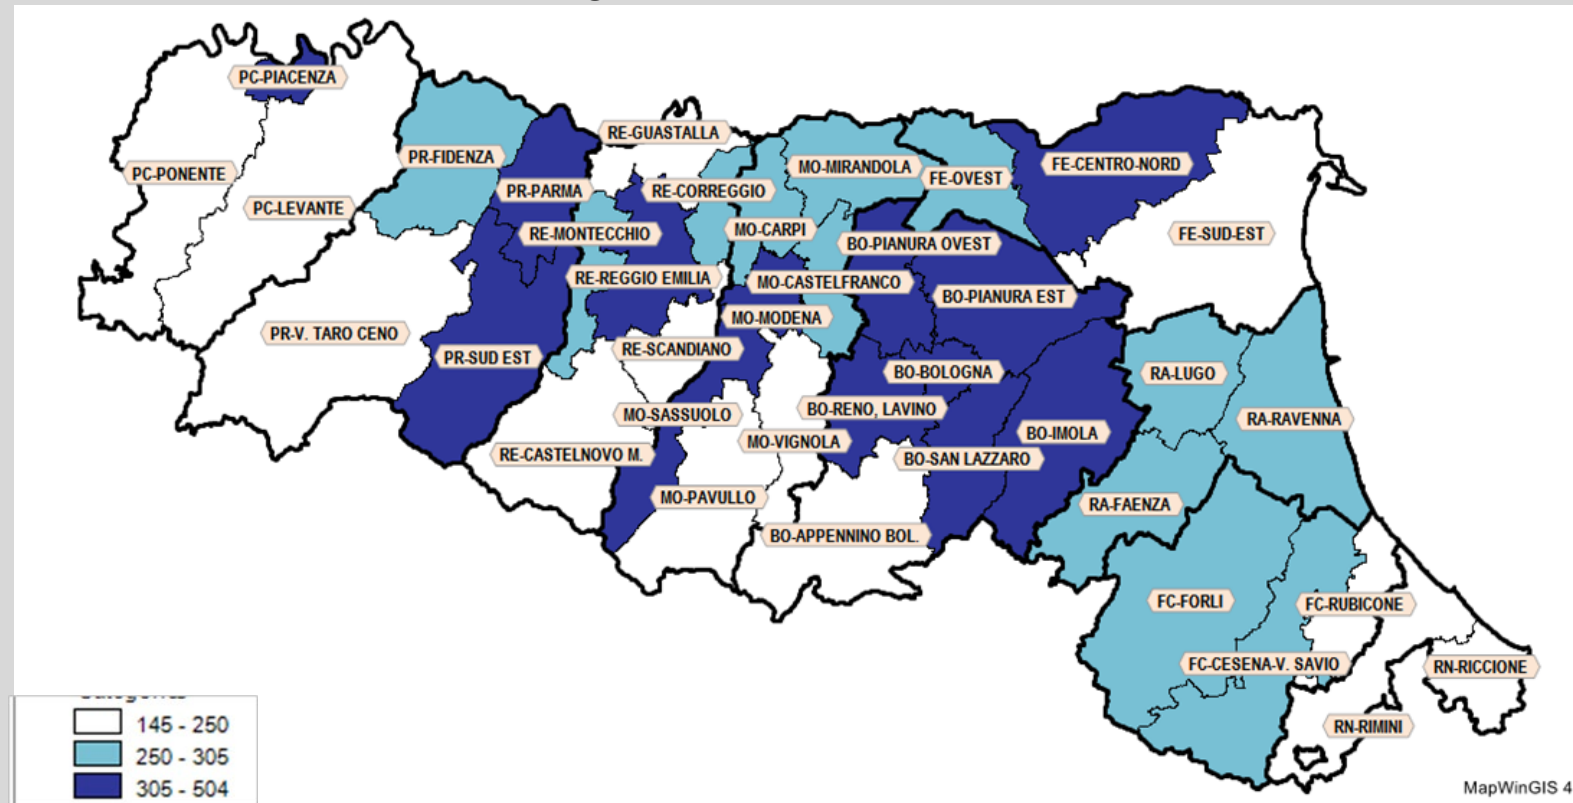 PC-PIACENZA
RE-GUASTALLA
PR-FIDENZA
MO-MIRANDOLA
FE-CENTRO-NORD
PC-PONENTE
FE-OVEST
PR-PARMA
RE-CORREGGIO
PC-LEVANTE
MO-CARPI
RE-MONTECCHIO
FE-SUD-EST
BO-PIANURA OVEST
RE-REGGIO EMILIA
MO-CASTELFRANCO
BO-PIANURA EST
MO-MODENA
PR-V. TARO CENO
RE-SCANDIANO
PR-SUD EST
BO-BOLOGNA
RA-LUGO
BO-RENO, LAVINO
MO-SASSUOLO
RA-RAVENNA
BO-IMOLA
MO-VIGNOLA
RE-CASTELNOVO M.
BO-SAN LAZZARO
MO-PAVULLO
RA-FAENZA
BO-APPENNINO BOL.
FC-FORLI
FC-RUBICONE
FC-CESENA-V. SAVIO
RN-RICCIONE
RN-RIMINI
145 - 250
250 - 305
305 - 504
MapWinGIS 4